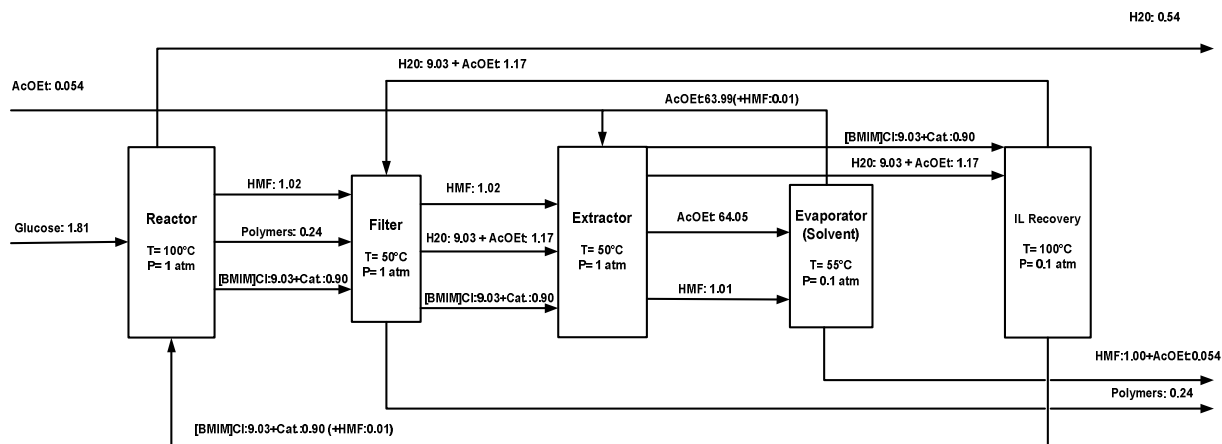 H20: 0.54
H20: 9.03 + AcOEt: 1.17
AcOEt: 0.054
AcOEt:63.99(+HMF:0.01)
[BMIM]Cl:9.03+Cat.:0.90
H20: 9.03 + AcOEt: 1.17
HMF: 1.02
HMF: 1.02
Glucose: 1.81
Reactor
T= 100°C
P= 1 atm
Polymers: 0.24
Filter
T= 50°C
P= 1 atm
H20: 9.03 + AcOEt: 1.17
Extractor
T= 50°C
P= 1 atm
AcOEt: 64.05
Evaporator
(Solvent)
T= 55°C
P= 0.1 atm
IL Recovery
T= 100°C
P= 0.1 atm
[BMIM]Cl:9.03+Cat.:0.90
[BMIM]Cl:9.03+Cat.:0.90
HMF: 1.01
HMF:1.00+AcOEt:0.054
Polymers: 0.24
[BMIM]Cl:9.03+Cat.:0.90 (+HMF:0.01)